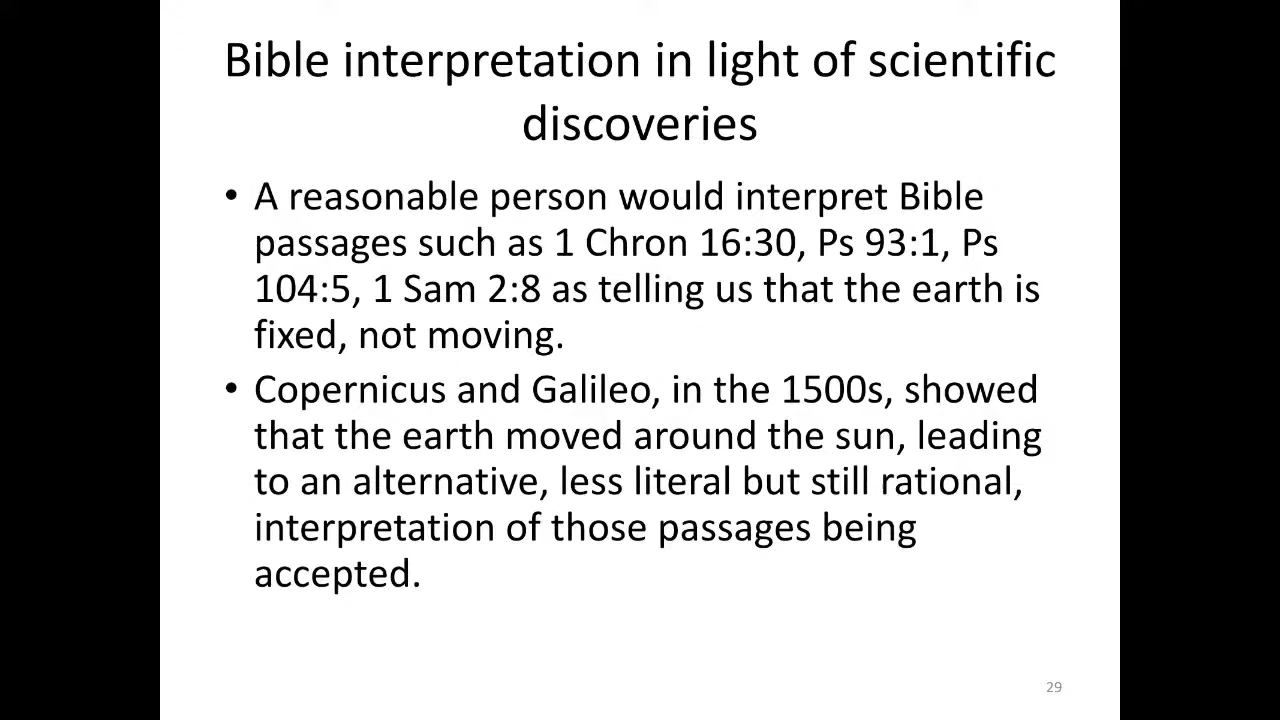 Bible interpretation in light of scientific
discoveries
• A reasonable person would interpret Bible
passages such as 1 Chron 16:30, Ps 93:1, Ps
104:5, 1 Sam 2:8 as telling us that the earth is
fixed, not moving.
• Copernicus and Galileo, in the 1500s, showed
that the earth moved around the sun, leading
to an alternative, less literal but still rational,
interpretation of those passages being
accepted.
29